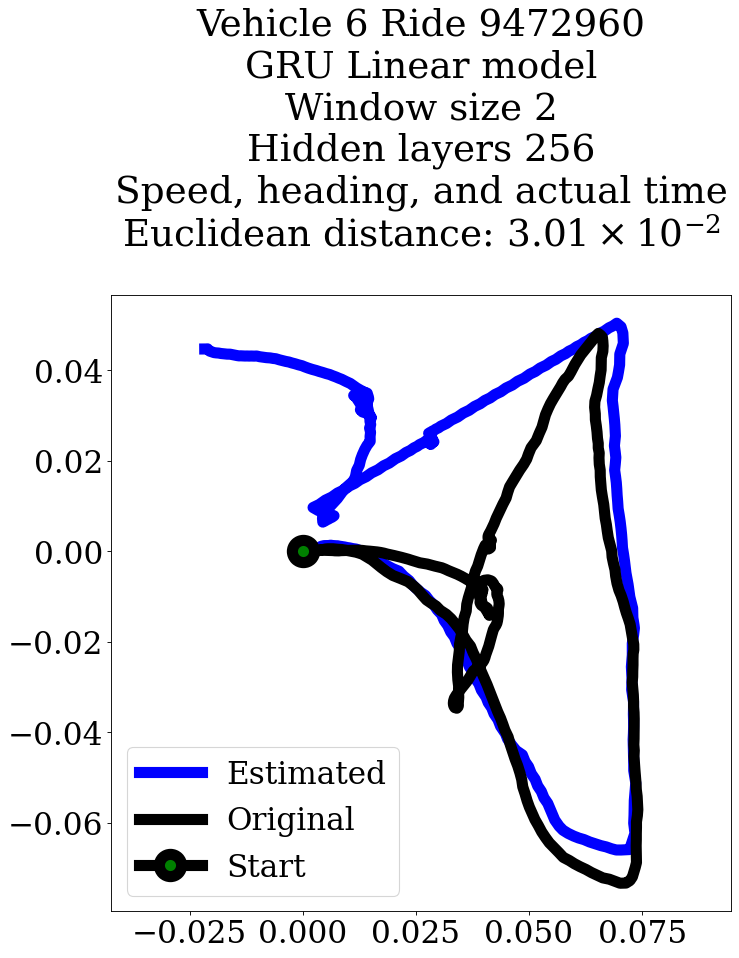 Vehicle 6 Ride 9472960
GRU Linear model
Window size 2
Hidden layers 256
Speed, heading, and actual time
Euclidean distance: 3.01 × 10⁻²
0.04
0.02
0.00
−0.02
−0.04
−0.06
Estimated
Original
Start
−0.025 0.000 0.025 0.050 0.075